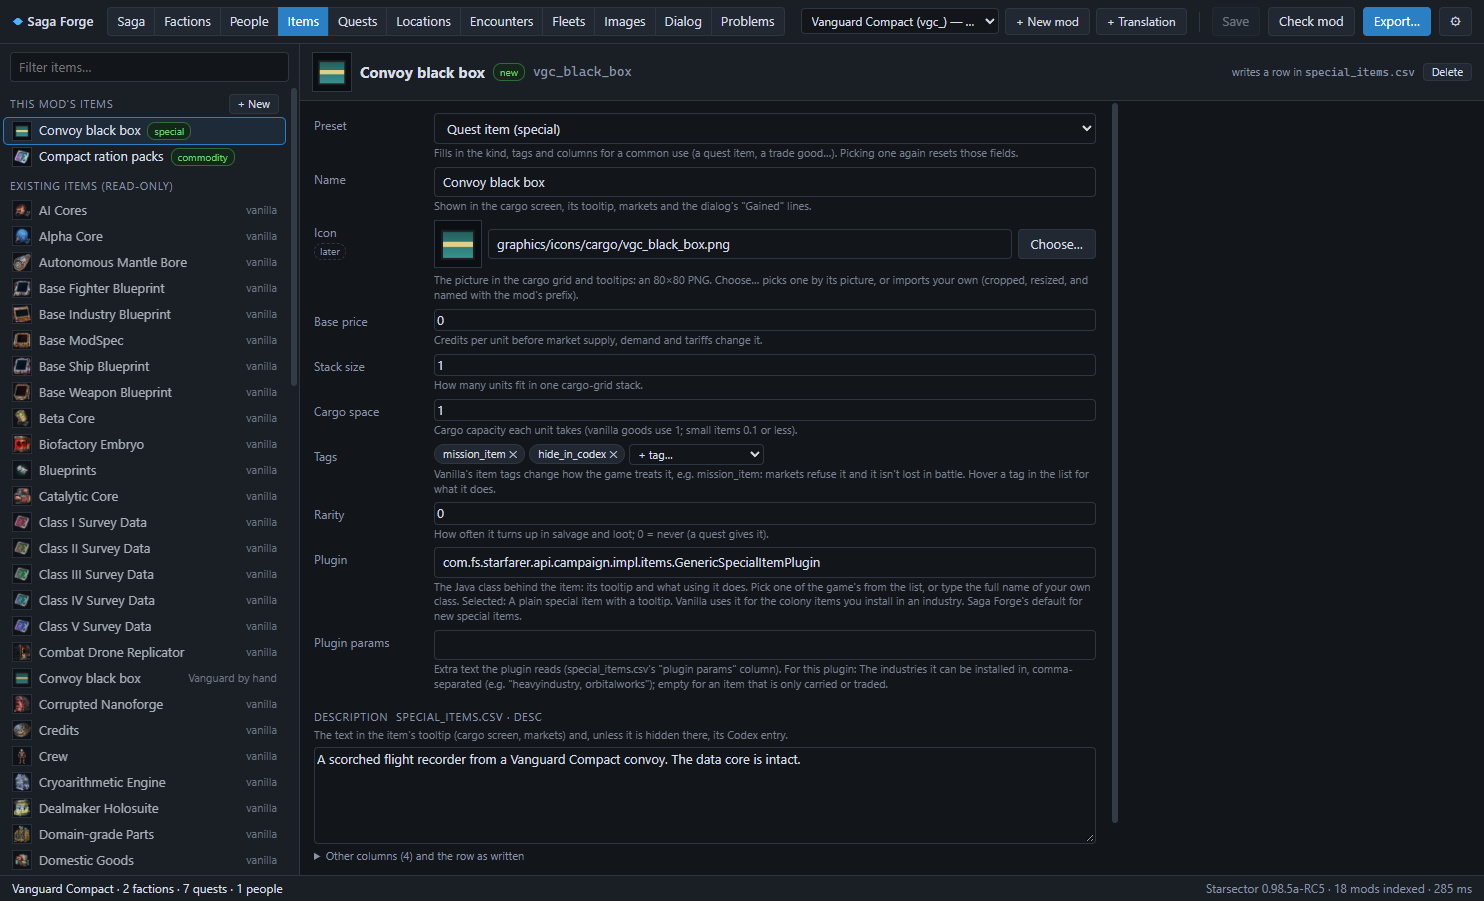 Saga Forge
Saga
Factions
People
Items
Quests
Locations
Encounters
Fleets
Images
Dialog
Problems
Vanguard Compact (vgc_) — ...
+ New mod
+ Translation
Save
Check mod
Export...
Filter items...
THIS MOD'S ITEMS
+ New
Convoy black box special
Compact ration packs commodity
EXISTING ITEMS (READ-ONLY)
AI Cores vanilla
Alpha Core vanilla
Autonomous Mantle Bore vanilla
Base Fighter Blueprint vanilla
Base Industry Blueprint vanilla
Base ModSpec vanilla
Base Ship Blueprint vanilla
Base Weapon Blueprint vanilla
Beta Core vanilla
Biofactory Embryo vanilla
Blueprints vanilla
Catalytic Core vanilla
Class I Survey Data vanilla
Class II Survey Data vanilla
Class III Survey Data vanilla
Class IV Survey Data vanilla
Class V Survey Data vanilla
Combat Drone Replicator vanilla
Convoy black box Vanguard by hand
Corrupted Nanoforge vanilla
Credits vanilla
Crew vanilla
Cryoarithmetic Engine vanilla
Dealmaker Holosuite vanilla
Domain-grade Parts vanilla
Domestic Goods vanilla
Convoy black box new vgc_black_box
writes a row in special_items.csv
Delete
Preset
Quest item (special)
Fills in the kind, tags and columns for a common use (a quest item, a trade good...). Picking one again resets those fields.
Name
Convoy black box
Shown in the cargo screen, its tooltip, markets and the dialog's "Gained" lines.
Icon
later
graphics/icons/cargo/vgc_black_box.png
Choose...
The picture in the cargo grid and tooltips: an 80×80 PNG. Choose... picks one by its picture, or imports your own (cropped, resized, and
named with the mod's prefix).
Base price
0
Credits per unit before market supply, demand and tariffs change it.
Stack size
1
How many units fit in one cargo-grid stack.
Cargo space
1
Cargo capacity each unit takes (vanilla goods use 1; small items 0.1 or less).
Tags
mission_item ×
hide_in_codex ×
+ tag...
Vanilla's item tags change how the game treats it, e.g. mission_item: markets refuse it and it isn't lost in battle. Hover a tag in the list for
what it does.
Rarity
0
How often it turns up in salvage and loot; 0 = never (a quest gives it).
Plugin
com.fs.starfarer.api.campaign.impl.items.GenericSpecialItemPlugin
The Java class behind the item: its tooltip and what using it does. Pick one of the game's from the list, or type the full name of your own
class. Selected: A plain special item with a tooltip. Vanilla uses it for the colony items you install in an industry. Saga Forge's default for
new special items.
Plugin params
Extra text the plugin reads (special_items.csv's "plugin params" column). For this plugin: The industries it can be installed in, comma-
separated (e.g. "heavyindustry, orbitalworks"); empty for an item that is only carried or traded.
DESCRIPTION SPECIAL_ITEMS.CSV · DESC
The text in the item's tooltip (cargo screen, markets) and, unless it is hidden there, its Codex entry.
A scorched flight recorder from a Vanguard Compact convoy. The data core is intact.
Other columns (4) and the row as written
Vanguard Compact · 2 factions · 7 quests · 1 people
Starsector 0.98.5a-RC5 · 18 mods indexed · 285 ms